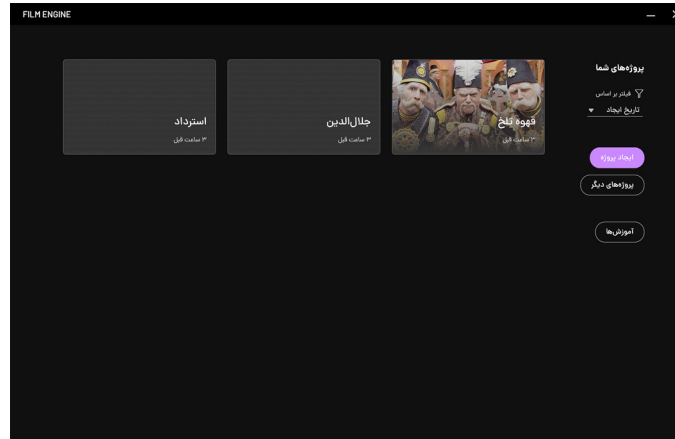 FILM ENGINE
پروژه‌های شما
فیلتر بر اساس
تاریخ ایجاد
ایجاد پروژه
پروژه‌های دیگر
آموزش‌ها
قهوه تلخ
۳ ساعت قبل
جلال‌الدین
۳ ساعت قبل
استرداد
۳ ساعت قبل